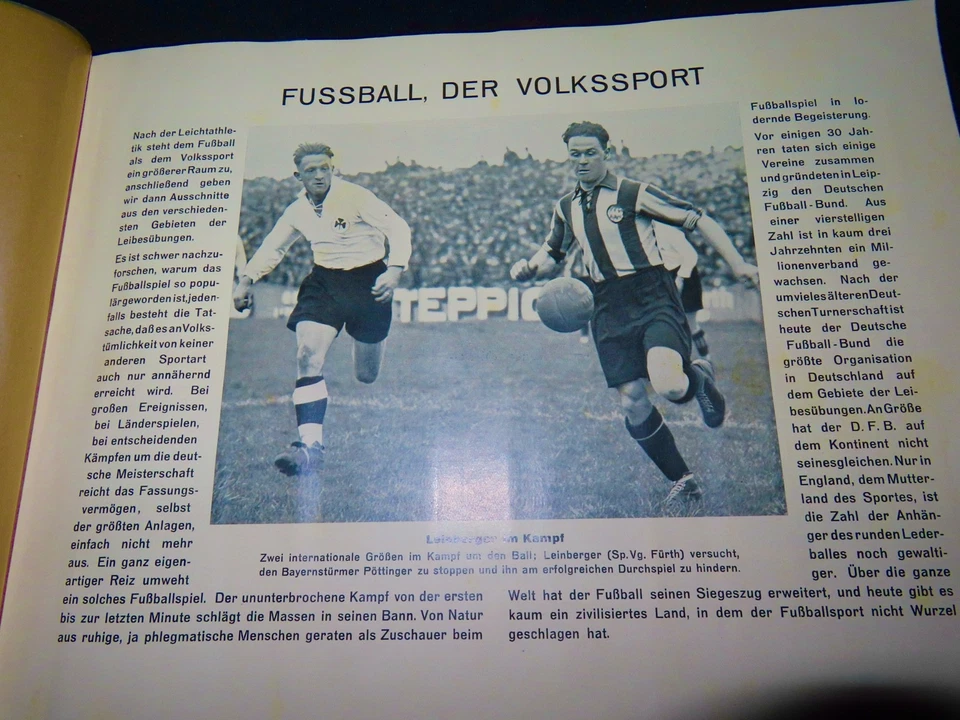 FUSSBALL, DER VOLKSSPORT
Nach der Leichtathle-
tik steht dem Fußball
als dem Volkssport
ein größerer Raum zu,
anschließend geben
wir dann Ausschnitte
aus den verschieden-
sten Gebieten der
Leibesübungen.
Es ist schwer nachzu-
forschen, warum das
Fußballspiel so popu-
lär geworden ist, jeden-
falls besteht die Tat-
sache, daß es an Volks-
tümlichkeit von keiner
anderen Sportart
auch nur annähernd
erreicht wird. Bei
großen Ereignissen,
bei Länderspielen,
bei entscheidenden
Kämpfen um die deut-
sche Meisterschaft
reicht das Fassungs-
vermögen, selbst
der größten Anlagen,
einfach nicht mehr
aus. Ein ganz eigen-
artiger Reiz umweht
ein solches Fußballspiel. Der ununterbrochene Kampf von der ersten
bis zur letzten Minute schlägt die Massen in seinen Bann. Von Natur
aus ruhige, ja phlegmatische Menschen geraten als Zuschauer beim
TEPPIC
Leinberger im Kampf
Zwei internationale Größen im Kampf um den Ball; Leinberger (Sp. Vg. Fürth) versucht,
den Bayernstürmer Pöttinger zu stoppen und ihn am erfolgreichen Durchspiel zu hindern.
Fußballspiel in lo-
dernde Begeisterung.
Vor einigen 30 Jah-
ren taten sich einige
Vereine zusammen
und gründeten in Leip-
zig den Deutschen
Fußball-Bund. Aus
einer vierstelligen
Zahl ist in kaum drei
Jahrzehnten ein Mil-
lionenverband ge-
wachsen. Nach der
um vieles älteren Deut-
schen Turnerschaft ist
heute der Deutsche
Fußball-Bund die
größte Organisation
in Deutschland auf
dem Gebiete der Lei-
besübungen. An Größe
hat der D. F. B. auf
dem Kontinent nicht
seinesgleichen. Nur in
England, dem Mutter-
land des Sportes, ist
die Zahl der Anhän-
ger des runden Leder-
balles noch gewalti-
ger. Über die ganze
Welt hat der Fußball seinen Siegeszug erweitert, und heute gibt es
kaum ein zivilisiertes Land, in dem der Fußballsport nicht Wurzel
geschlagen hat.